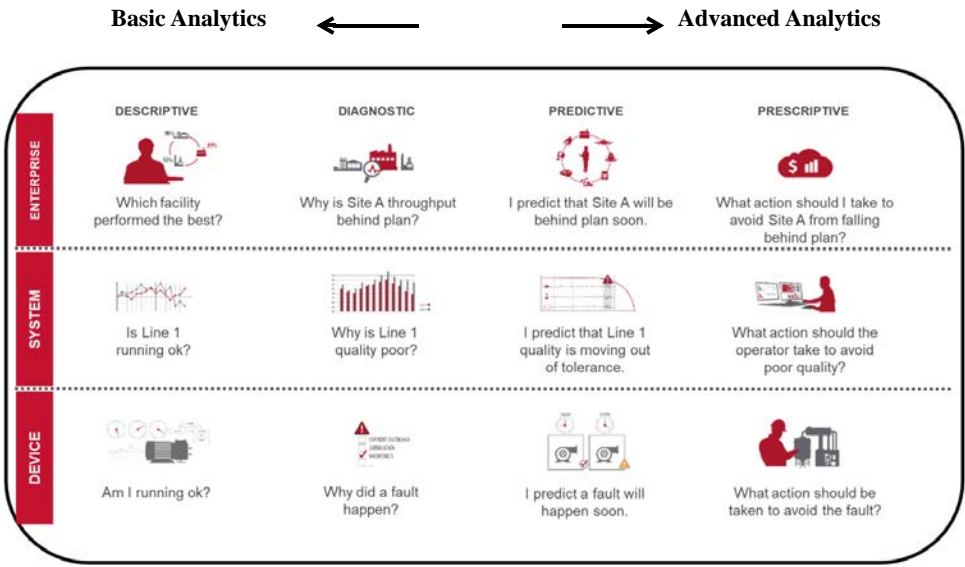 Basic Analytics
Advanced Analytics
DESCRIPTIVE
DIAGNOSTIC
PREDICTIVE
PRESCRIPTIVE
ENTERPRISE
Which facility
performed the best?
Why is Site A throughput
behind plan?
I predict that Site A will be
behind plan soon.
$
What action should I take to
avoid Site A from falling
behind plan?
SYSTEM
Is Line 1
running ok?
Why is Line 1
quality poor?
I predict that Line 1
quality is moving out
of tolerance.
What action should the
operator take to avoid
poor quality?
DEVICE
Am I running ok?
Why did a fault
happen?
I predict a fault will
happen soon.
What action should be
taken to avoid the fault?